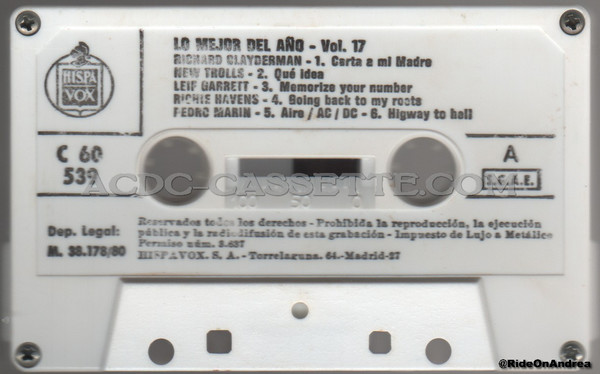 LO MEJOR DEL AÑO - Vol. 17
RICHARD CLAYDERMAN - 1. Carta a mi Madre
NEW TROLLS - 2. Qué idea
LEIF GARRETT - 3. Memorize your number
RICHIE HAVENS - 4. Going back to my roots
PEDRO MARIN - 5. Aire / AC / DC - 6. Higway to hell
HISPA
VOX
C 60
539
A
S.G.A.E.
ACDC-CASSETTE.COM
100 50 0
Dep. Legal:
M. 38.178/80
Reservados todos los derechos - Prohibida la reproducción, la ejecución
pública y la radiodifusión de esta grabación - Impuesto de Lujo a Metálico
Permiso núm. 3.637
HISPAVOX. S. A. - Torrelaguna. 64-Madrid-27
@RideOnAndrea